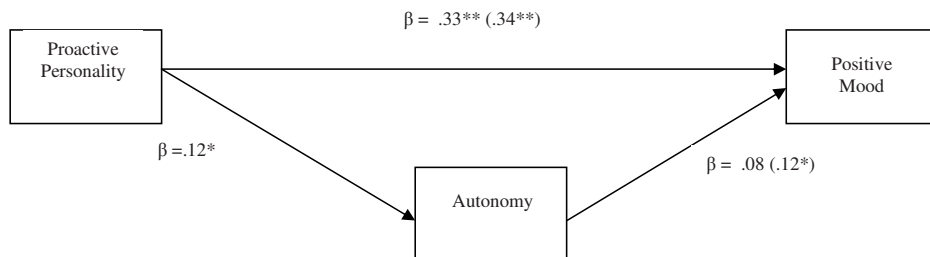 β = .33** (.34**)
Proactive
Personality
Positive
Mood
β =.12*
β = .08 (.12*)
Autonomy